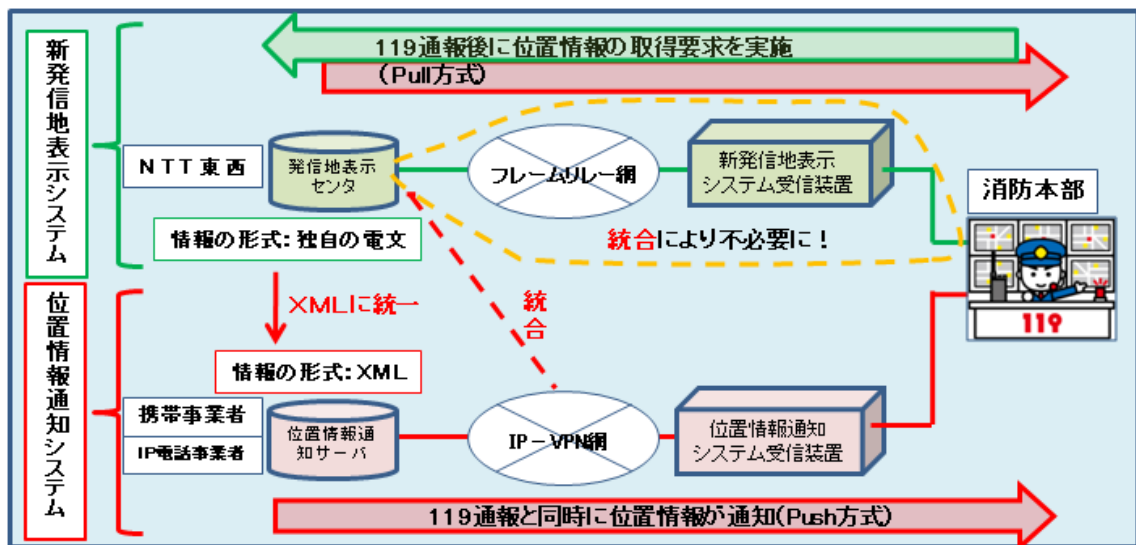 新発信地表示システム
119通報後に位置情報の取得要求を実施
(Pull方式)
NTT東西
発信地表示
センタ
フレームリレー網
新発信地表示
システム受信装置
消防本部
情報の形式:独自の電文
統合により不必要に!
119
XMLに統一
統合
位置情報通知システム
情報の形式:XML
携帯事業者
IP電話事業者
位置情報通
知サーバ
IP-VPN網
位置情報通知
システム受信装置
119通報と同時に位置情報が通知(Push方式)